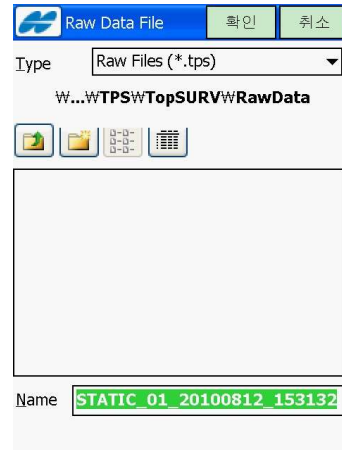 Raw Data File 확인 취소
Type Raw Files (*.tps)
₩...₩TPS₩TopSURV₩RawData
Name STATIC_01_20100812_153132